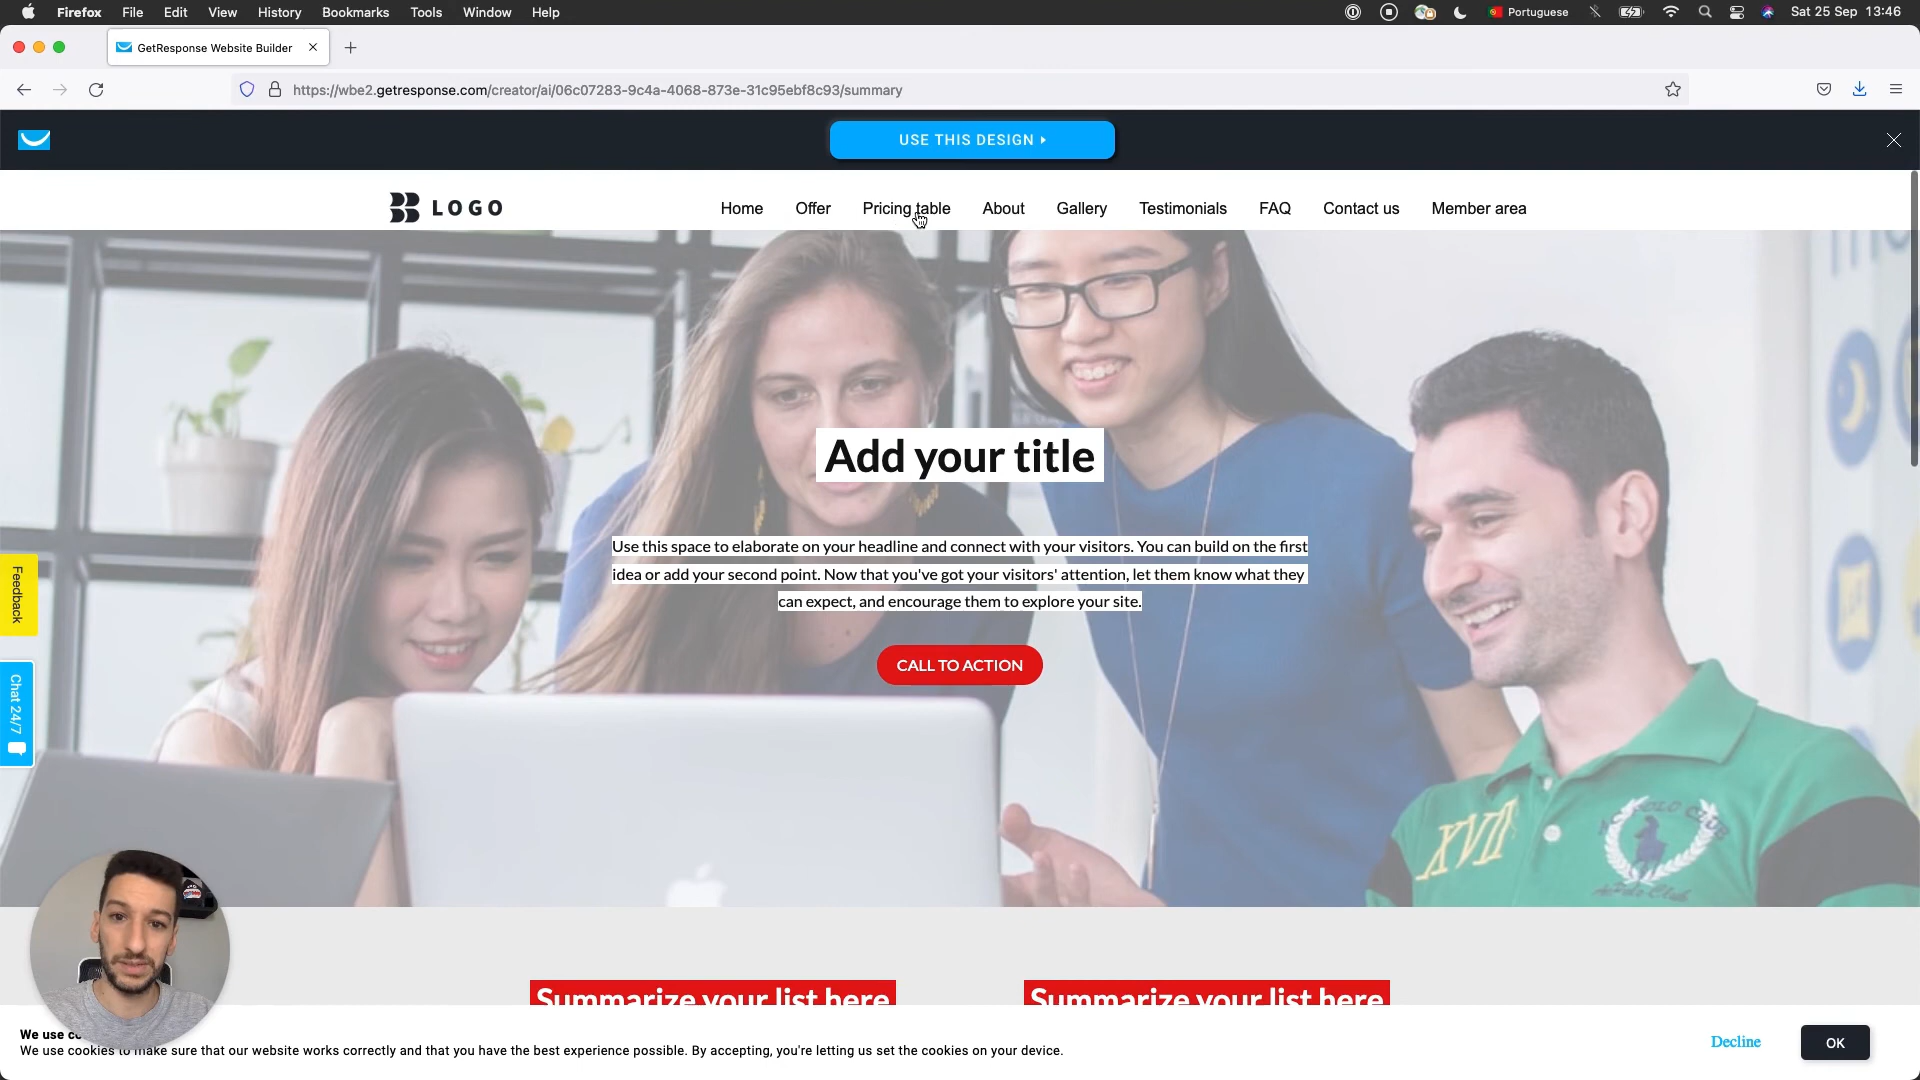 Firefox File Edit View History Bookmarks Tools Window Help
Portuguese Sat 25 Sep 13:46
GetResponse Website Builder
https://wbe2.getresponse.com/creator/ai/06c07283-9c4a-4068-873e-31c95ebf8c93/summary
USE THIS DESIGN
LOGO Home Offer Pricing table About Gallery Testimonials FAQ Contact us Member area
Add your title
Use this space to elaborate on your headline and connect with your visitors. You can build on the first
idea or add your second point. Now that you've got your visitors' attention, let them know what they
can expect, and encourage them to explore your site.
CALL TO ACTION
Feedback
Chat 24/7
XVII
Summarize your list here Summarize your list here
We use
We use cookies to make sure that our website works correctly and that you have the best experience possible. By accepting, you're letting us set the cookies on your device.
Decline
OK